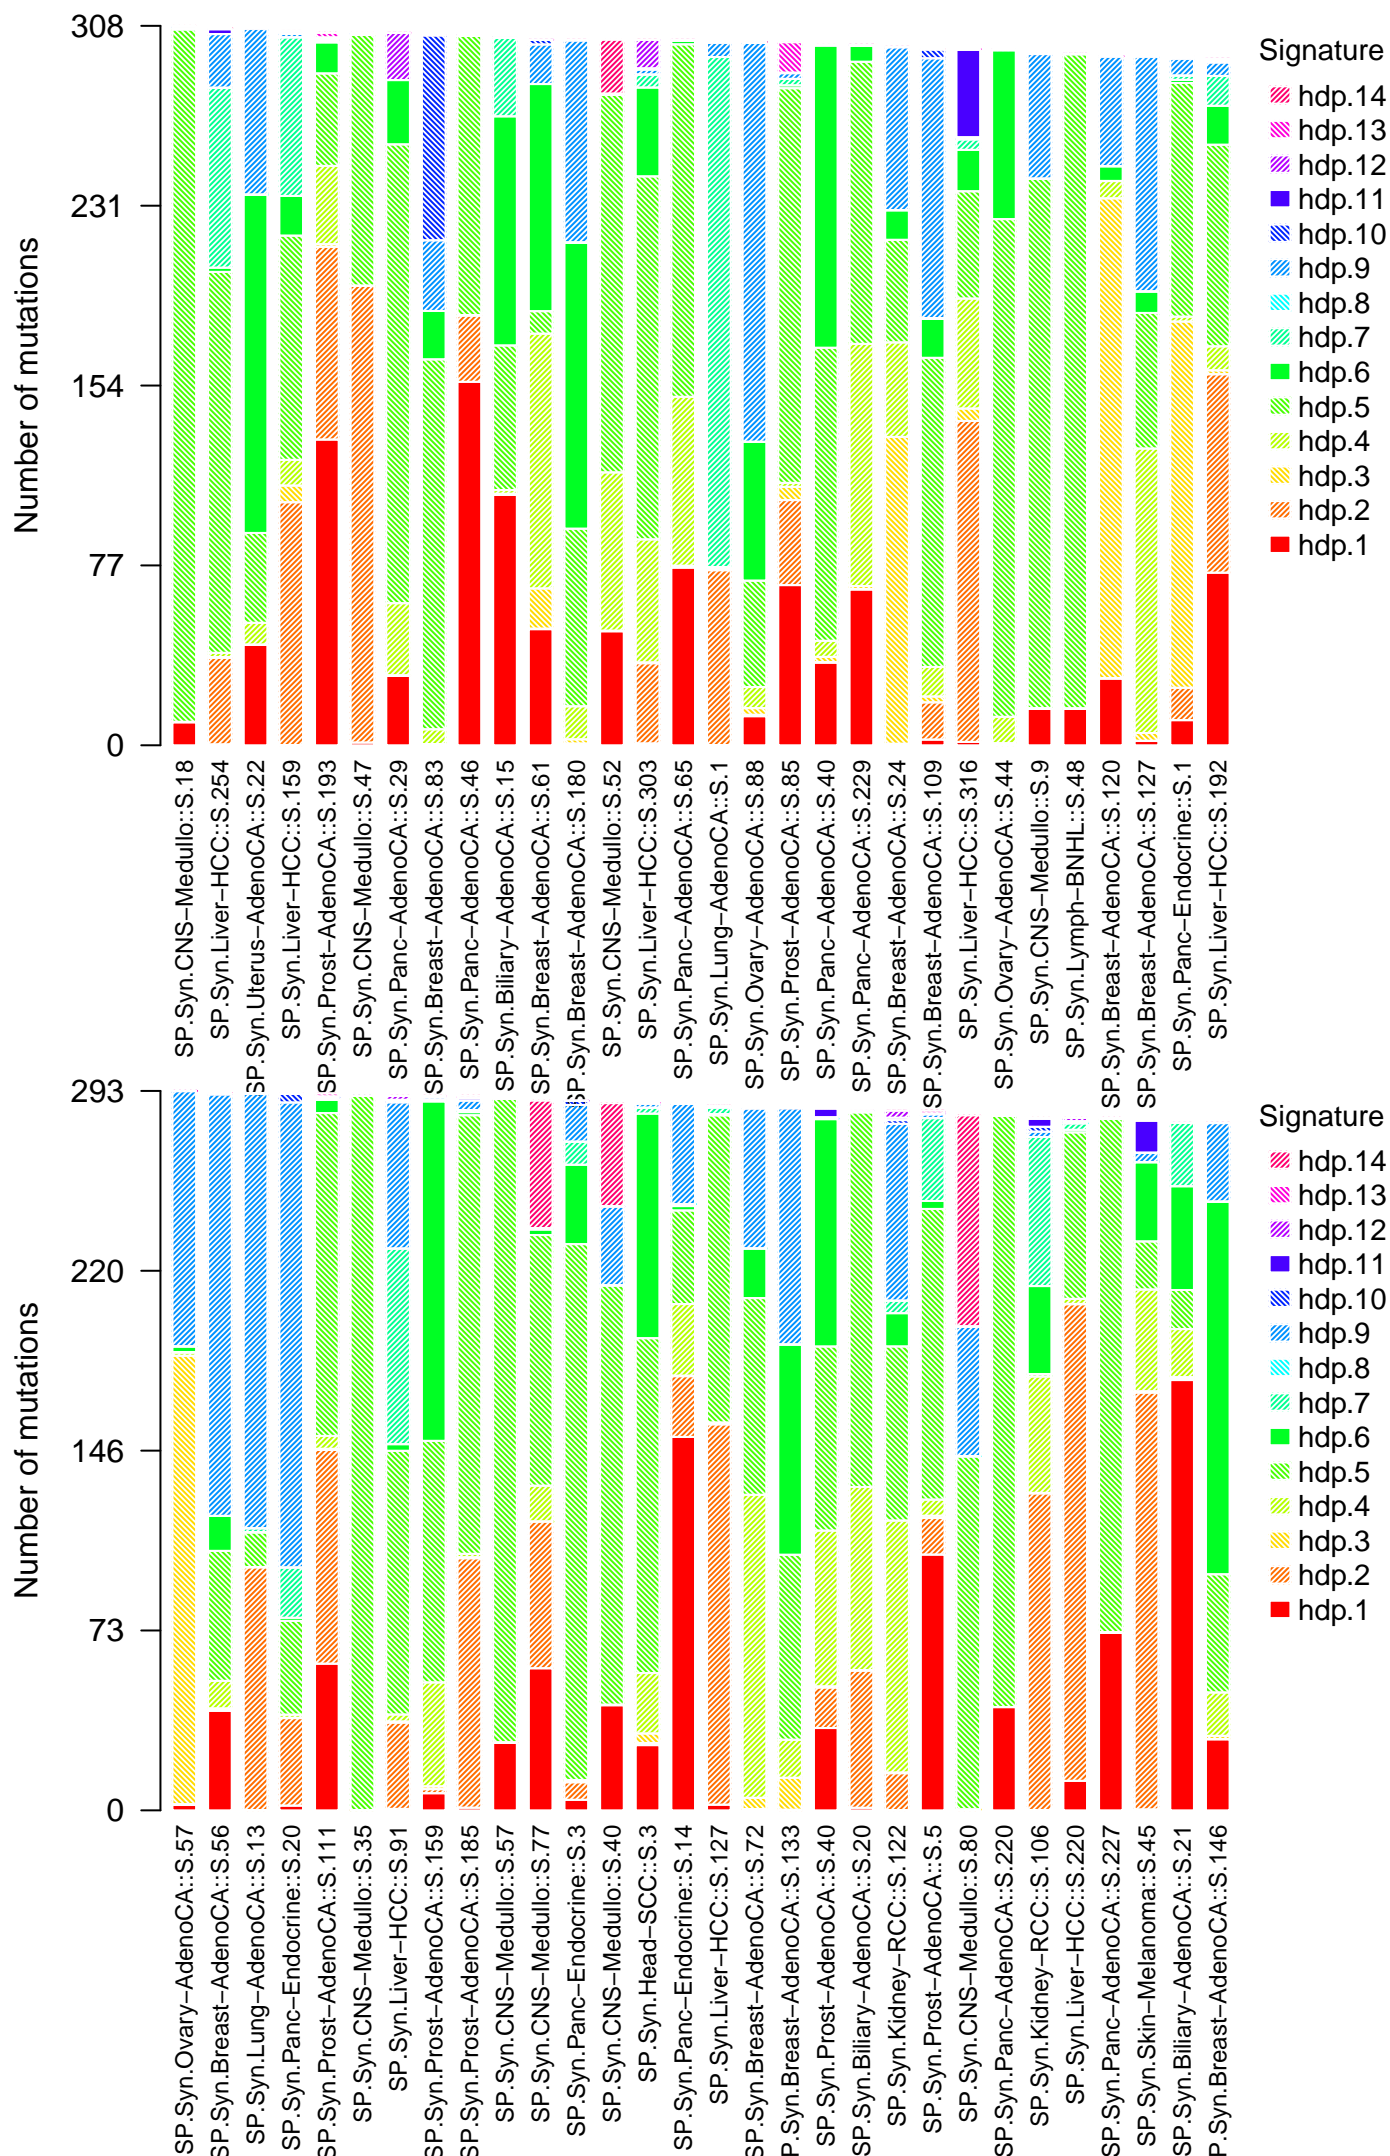 Number of mutations
308
231
154
77
0
SP.Syn.CNS−Medullo::S.18
SP.Syn.Liver−HCC::S.254
SP.Syn.Uterus−AdenoCA::S.22
SP.Syn.Liver−HCC::S.159
SP.Syn.Prost−AdenoCA::S.193
SP.Syn.CNS−Medullo::S.47
SP.Syn.Panc−AdenoCA::S.29
SP.Syn.Breast−AdenoCA::S.83
SP.Syn.Panc−AdenoCA::S.46
SP.Syn.Biliary−AdenoCA::S.15
SP.Syn.Breast−AdenoCA::S.61
SP.Syn.Breast−AdenoCA::S.180
SP.Syn.CNS−Medullo::S.52
SP.Syn.Liver−HCC::S.303
SP.Syn.Panc−AdenoCA::S.65
SP.Syn.Lung−AdenoCA::S.1
SP.Syn.Ovary−AdenoCA::S.88
SP.Syn.Prost−AdenoCA::S.85
SP.Syn.Panc−AdenoCA::S.40
SP.Syn.Panc−AdenoCA::S.229
SP.Syn.Breast−AdenoCA::S.24
SP.Syn.Breast−AdenoCA::S.109
SP.Syn.Liver−HCC::S.316
SP.Syn.Ovary−AdenoCA::S.44
SP.Syn.CNS−Medullo::S.9
SP.Syn.Lymph−BNHL::S.48
SP.Syn.Breast−AdenoCA::S.120
SP.Syn.Breast−AdenoCA::S.127
SP.Syn.Panc−Endocrine::S.1
SP.Syn.Liver−HCC::S.192
Signature
hdp.14
hdp.13
hdp.12
hdp.11
hdp.10
hdp.9
hdp.8
hdp.7
hdp.6
hdp.5
hdp.4
hdp.3
hdp.2
hdp.1
Number of mutations
293
220
146
73
0
SP.Syn.Ovary−AdenoCA::S.57
SP.Syn.Breast−AdenoCA::S.56
SP.Syn.Lung−AdenoCA::S.13
SP.Syn.Panc−Endocrine::S.20
SP.Syn.Prost−AdenoCA::S.111
SP.Syn.CNS−Medullo::S.35
SP.Syn.Liver−HCC::S.91
SP.Syn.Prost−AdenoCA::S.159
SP.Syn.Prost−AdenoCA::S.185
SP.Syn.CNS−Medullo::S.57
SP.Syn.CNS−Medullo::S.77
SP.Syn.Panc−Endocrine::S.3
SP.Syn.CNS−Medullo::S.40
SP.Syn.Head−SCC::S.3
SP.Syn.Panc−Endocrine::S.14
SP.Syn.Liver−HCC::S.127
SP.Syn.Breast−AdenoCA::S.72
SP.Syn.Breast−AdenoCA::S.133
SP.Syn.Prost−AdenoCA::S.40
SP.Syn.Biliary−AdenoCA::S.20
SP.Syn.Kidney−RCC::S.122
SP.Syn.Prost−AdenoCA::S.5
SP.Syn.CNS−Medullo::S.80
SP.Syn.Panc−AdenoCA::S.220
SP.Syn.Kidney−RCC::S.106
SP.Syn.Liver−HCC::S.220
SP.Syn.Panc−AdenoCA::S.227
SP.Syn.Skin−Melanoma::S.45
SP.Syn.Biliary−AdenoCA::S.21
P.Syn.Breast−AdenoCA::S.146
Signature
hdp.14
hdp.13
hdp.12
hdp.11
hdp.10
hdp.9
hdp.8
hdp.7
hdp.6
hdp.5
hdp.4
hdp.3
hdp.2
hdp.1